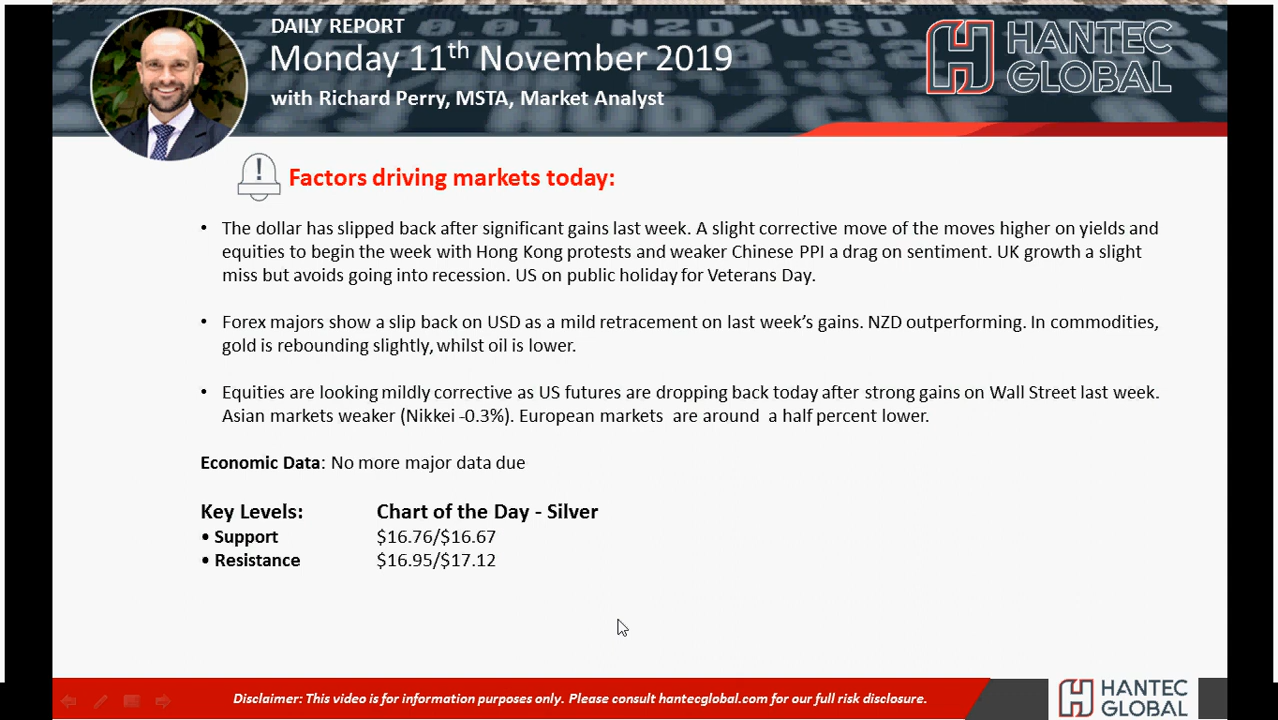 DAILY REPORT
Monday 11th November 2019
with Richard Perry, MSTA, Market Analyst
HANTEC
GLOBAL
!
Factors driving markets today:
• The dollar has slipped back after significant gains last week. A slight corrective move of the moves higher on yields and
equities to begin the week with Hong Kong protests and weaker Chinese PPI a drag on sentiment. UK growth a slight
miss but avoids going into recession. US on public holiday for Veterans Day.
• Forex majors show a slip back on USD as a mild retracement on last week’s gains. NZD outperforming. In commodities,
gold is rebounding slightly, whilst oil is lower.
• Equities are looking mildly corrective as US futures are dropping back today after strong gains on Wall Street last week.
Asian markets weaker (Nikkei -0.3%). European markets are around a half percent lower.
Economic Data: No more major data due
Key Levels: Chart of the Day - Silver
• Support $16.76/$16.67
• Resistance $16.95/$17.12
Disclaimer: This video is for information purposes only. Please consult hantecglobal.com for our full risk disclosure.
HANTEC
GLOBAL